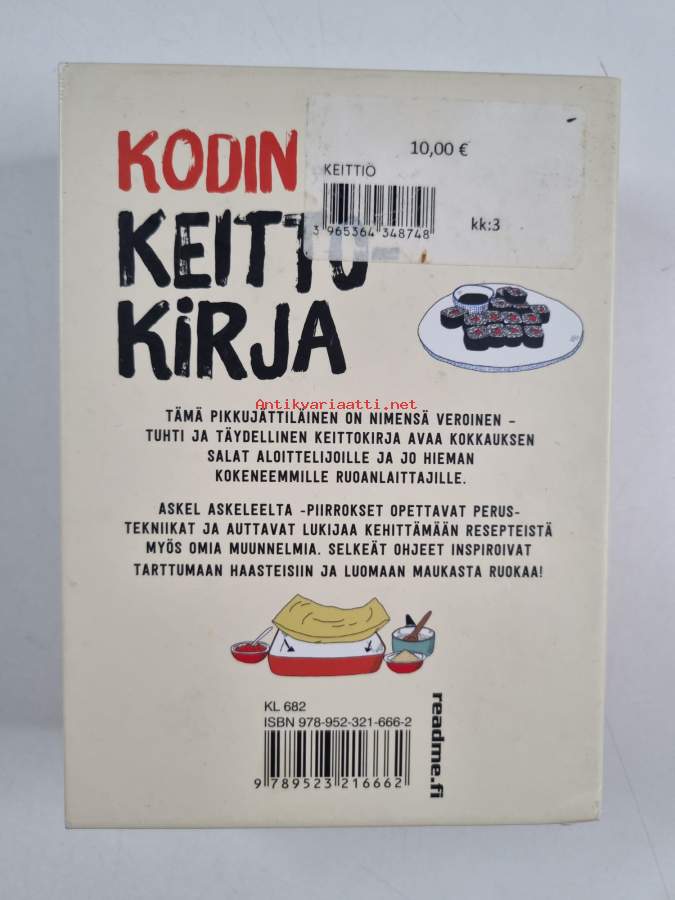 KODIN
10,00 €
KEITTIÖ
3 965364 348748
kk:3
KEITTO-
KIRJA
Antikvariaatti.net
TÄMÄ PIKKUJÄTTILÄINEN ON NIMENSÄ VEROINEN –
TUHTI JA TÄYDELLINEN KEITTOKIRJA AVAA KOKKAUKSEN
SALAT ALOITTELIJOILLE JA JO HIEMAN
KOKENEEMMILLE RUOANLAITTAJILLE.
ASKEL ASKELEELTA -PIIRROKSET OPETTAVAT PERUS-
TEKNIIKAT JA AUTTAVAT LUKIJAA KEHITTÄMÄÄN RESEPTEISTÄ
MYÖS OMIA MUUNNELMIA. SELKEÄT OHJEET INSPIROIVAT
TARTTUMAAN HAASTEISIIN JA LUOMAAN MAUKASTA RUOKAA!
KL 682
ISBN 978-952-321-666-2
9 789523 216662
readme.fi